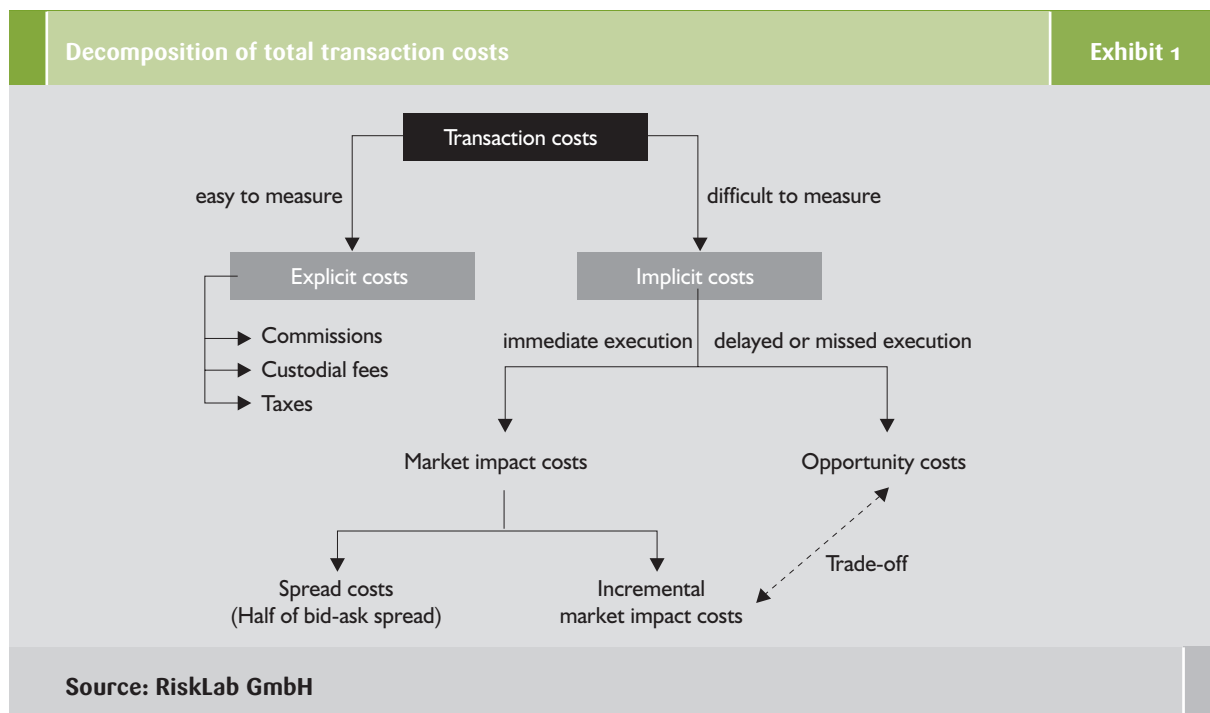 Decomposition of total transaction costs
Exhibit 1
Transaction costs
easy to measure
difficult to measure
Explicit costs
Implicit costs
Commissions
Custodial fees
Taxes
immediate execution
delayed or missed execution
Market impact costs
Opportunity costs
Trade-off
Spread costs
(Half of bid-ask spread)
Incremental
market impact costs
Source: RiskLab GmbH